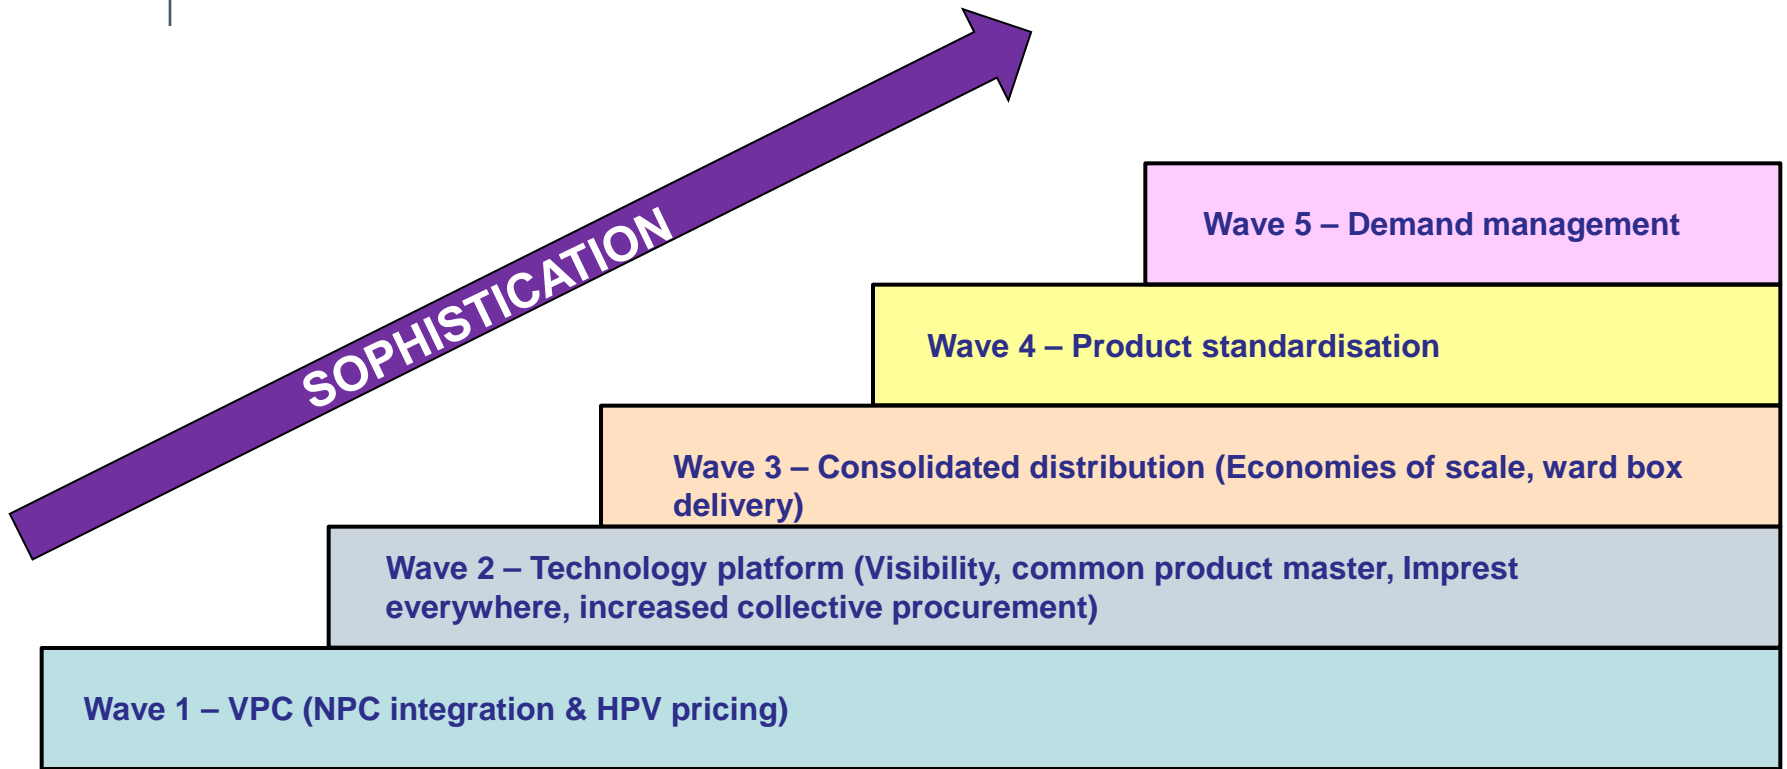 SOPHISTICATION
Wave 5 – Demand management
Wave 4 – Product standardisation
Wave 3 – Consolidated distribution (Economies of scale, ward box
delivery)
Wave 2 – Technology platform (Visibility, common product master, Imprest
everywhere, increased collective procurement)
Wave 1 – VPC (NPC integration & HPV pricing)